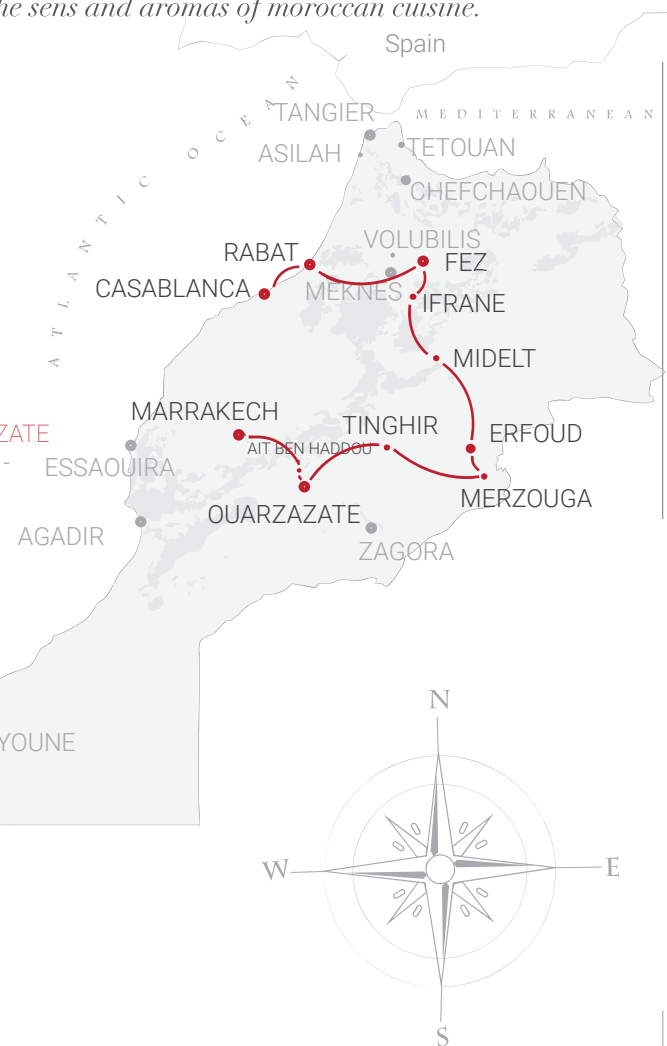 he sens and aromas of moroccan cuisine.
Spain
TANGIER
MEDITERRANEAN
ATLANTIC OCEAN
ASILAH
TETOUAN
CHEFCHAOUEN
VOLUBILIS
RABAT
FEZ
CASABLANCA
MEKNES
IFRANE
MIDELT
MARRAKECH
TINGHIR
ZATE
ERFOUD
AIT BEN HADDOU
-
ESSAOUIRA
MERZOUGA
OUARZAZATE
AGADIR
ZAGORA
N
YOUNE
W
E
S